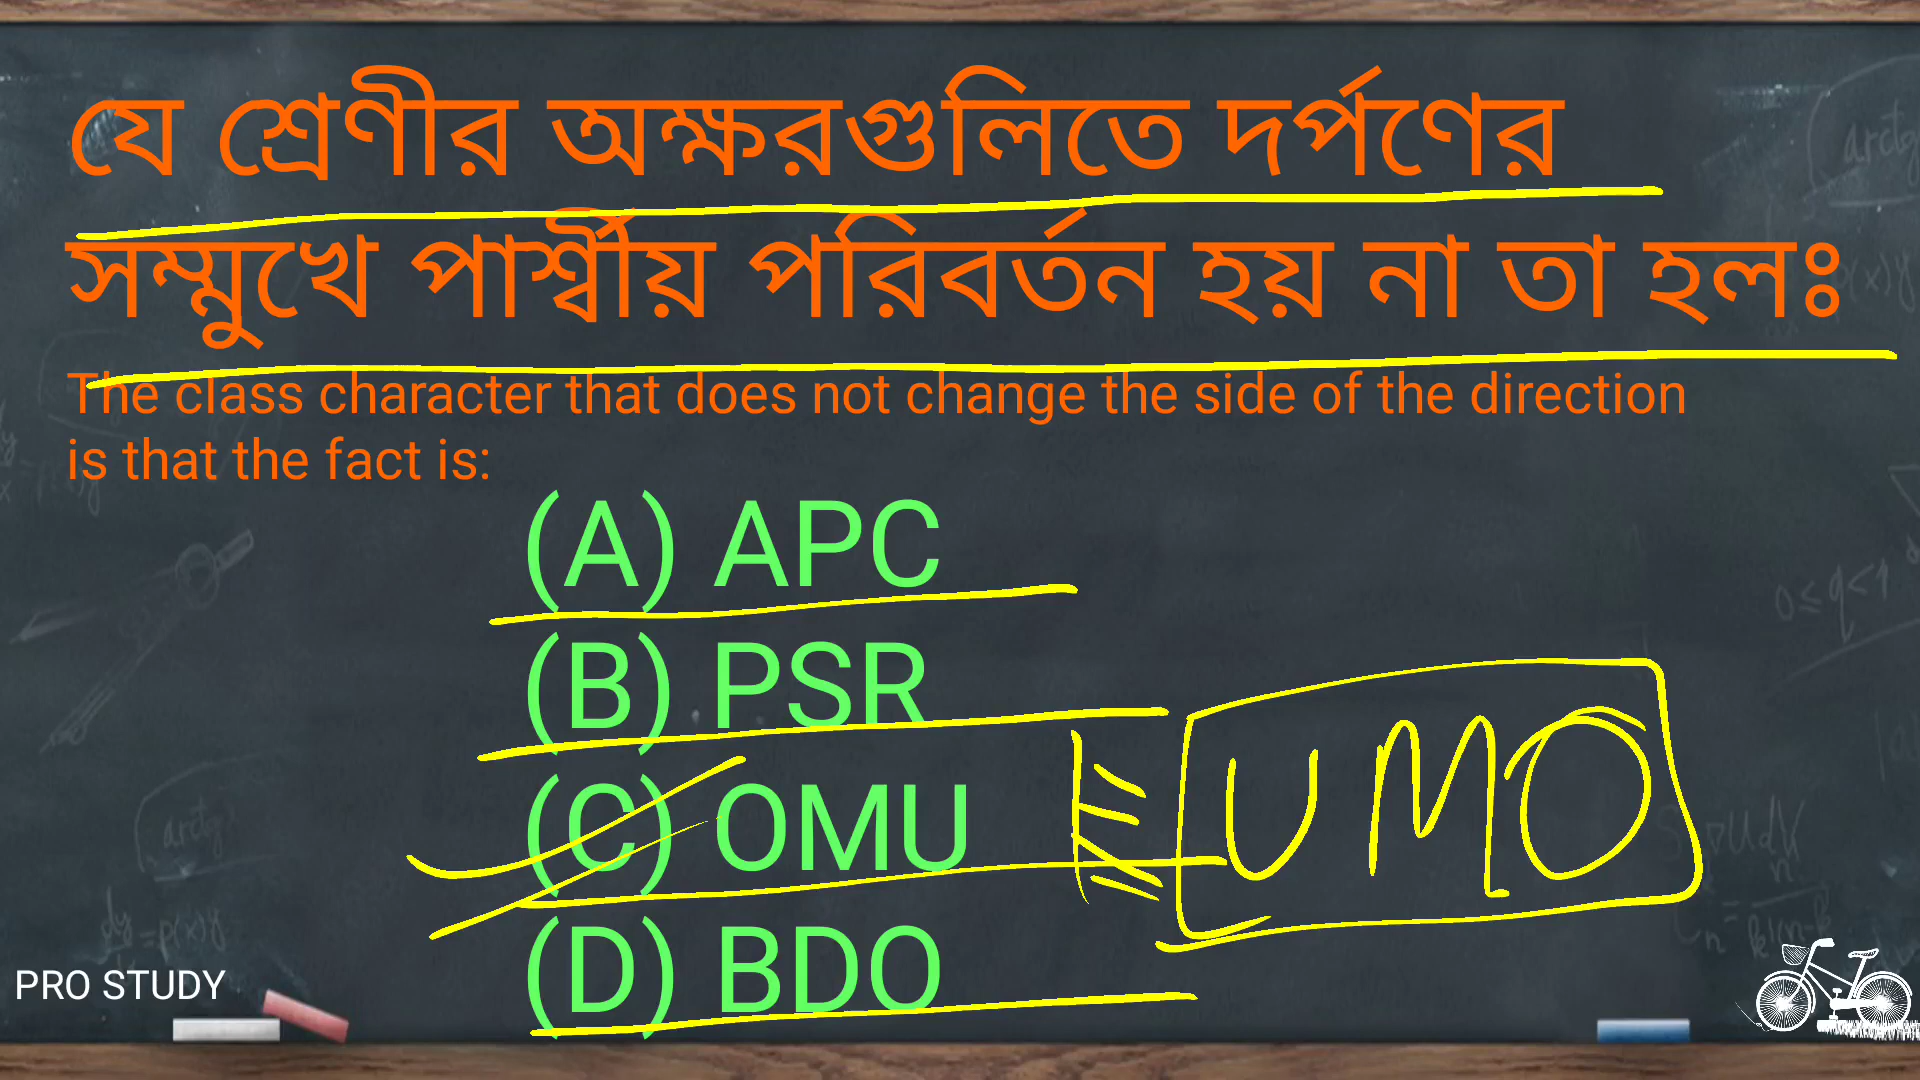 যে শ্রেণীর অক্ষরগুলিতে দর্পণের
সম্মুখে পার্শ্বীয় পরিবর্তন হয় না তা হলঃ
The class character that does not change the side of the direction
is that the fact is:
(A) APC
(B) PSR
(C) OMU
UMO
(D) BDO
PRO STUDY